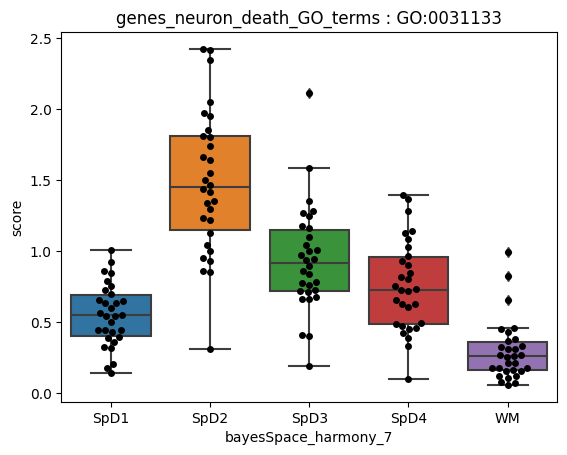 genes_neuron_death_GO_terms : GO:0031133
score
2.5
2.0
1.5
1.0
0.5
0.0
SpD1 SpD2 SpD3 SpD4 WM
bayesSpace_harmony_7